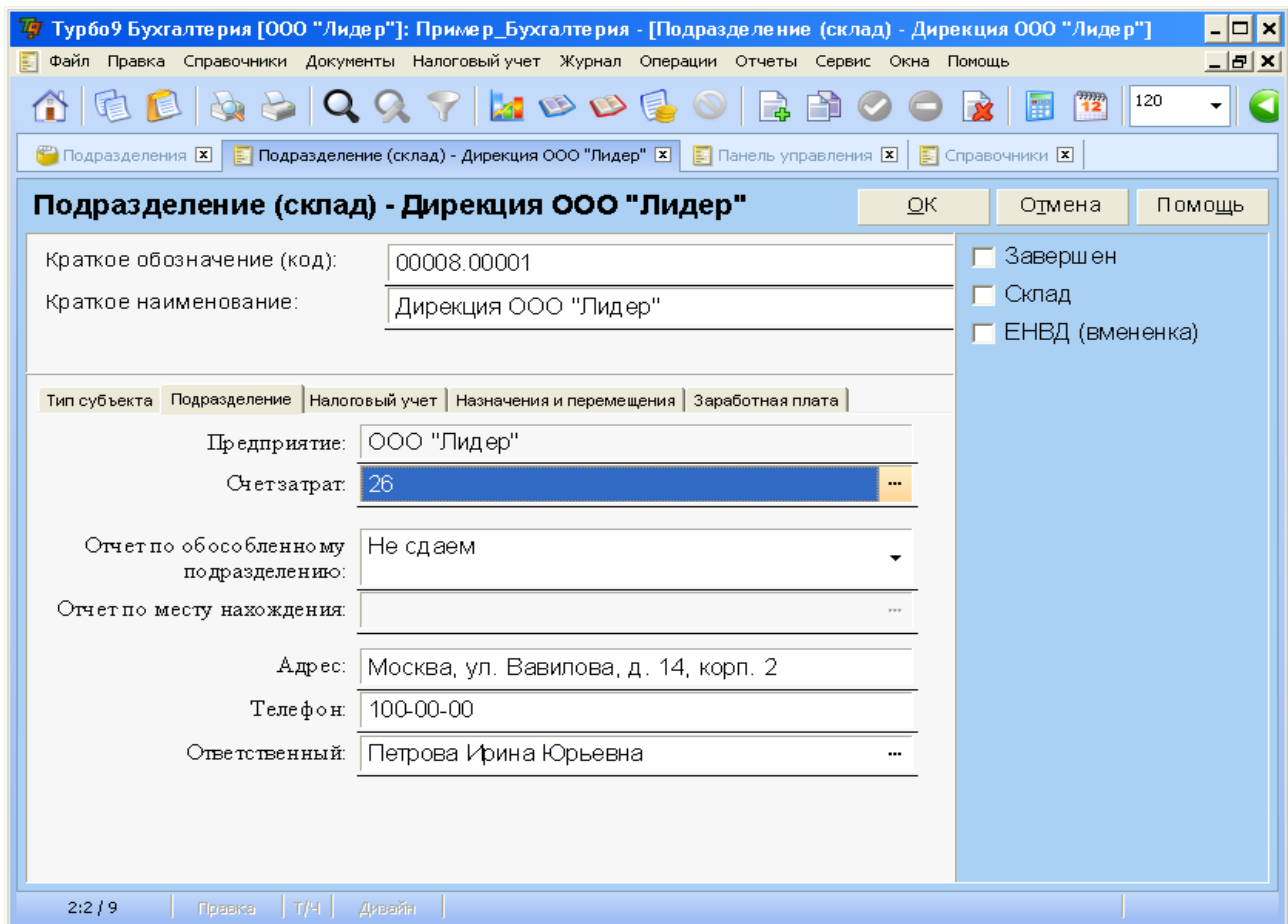 Турбо9 Бухгалтерия [ООО "Лидер"]: Пример_Бухгалтерия - [Подразделение (склад) - Дирекция ООО "Лидер"]
Файл Правка Справочники Документы Налоговый учет Журнал Операции Отчеты Сервис Окна Помощь
12 120
Подразделения Подразделение (склад) - Дирекция ООО "Лидер" Панель управления Справочники
Подразделение (склад) - Дирекция ООО "Лидер" ОК Отмена Помощь
Краткое обозначение (код): 00008.00001 Завершен
Краткое наименование: Дирекция ООО "Лидер" Склад
ЕНВД (вмененка)
Тип субъекта Подразделение Налоговый учет Назначения и перемещения Заработная плата
Предприятие: ООО "Лидер"
Счет затрат: 26 ...
Отчет по обособленному Не сдаем
подразделению:
Отчет по месту нахождения: ...
Адрес: Москва, ул. Вавилова, д. 14, корп. 2
Телефон: 100-00-00
Ответственный: Петрова Ирина Юрьевна ...
2:2 / 9 Правка Т/Ч Дизайн